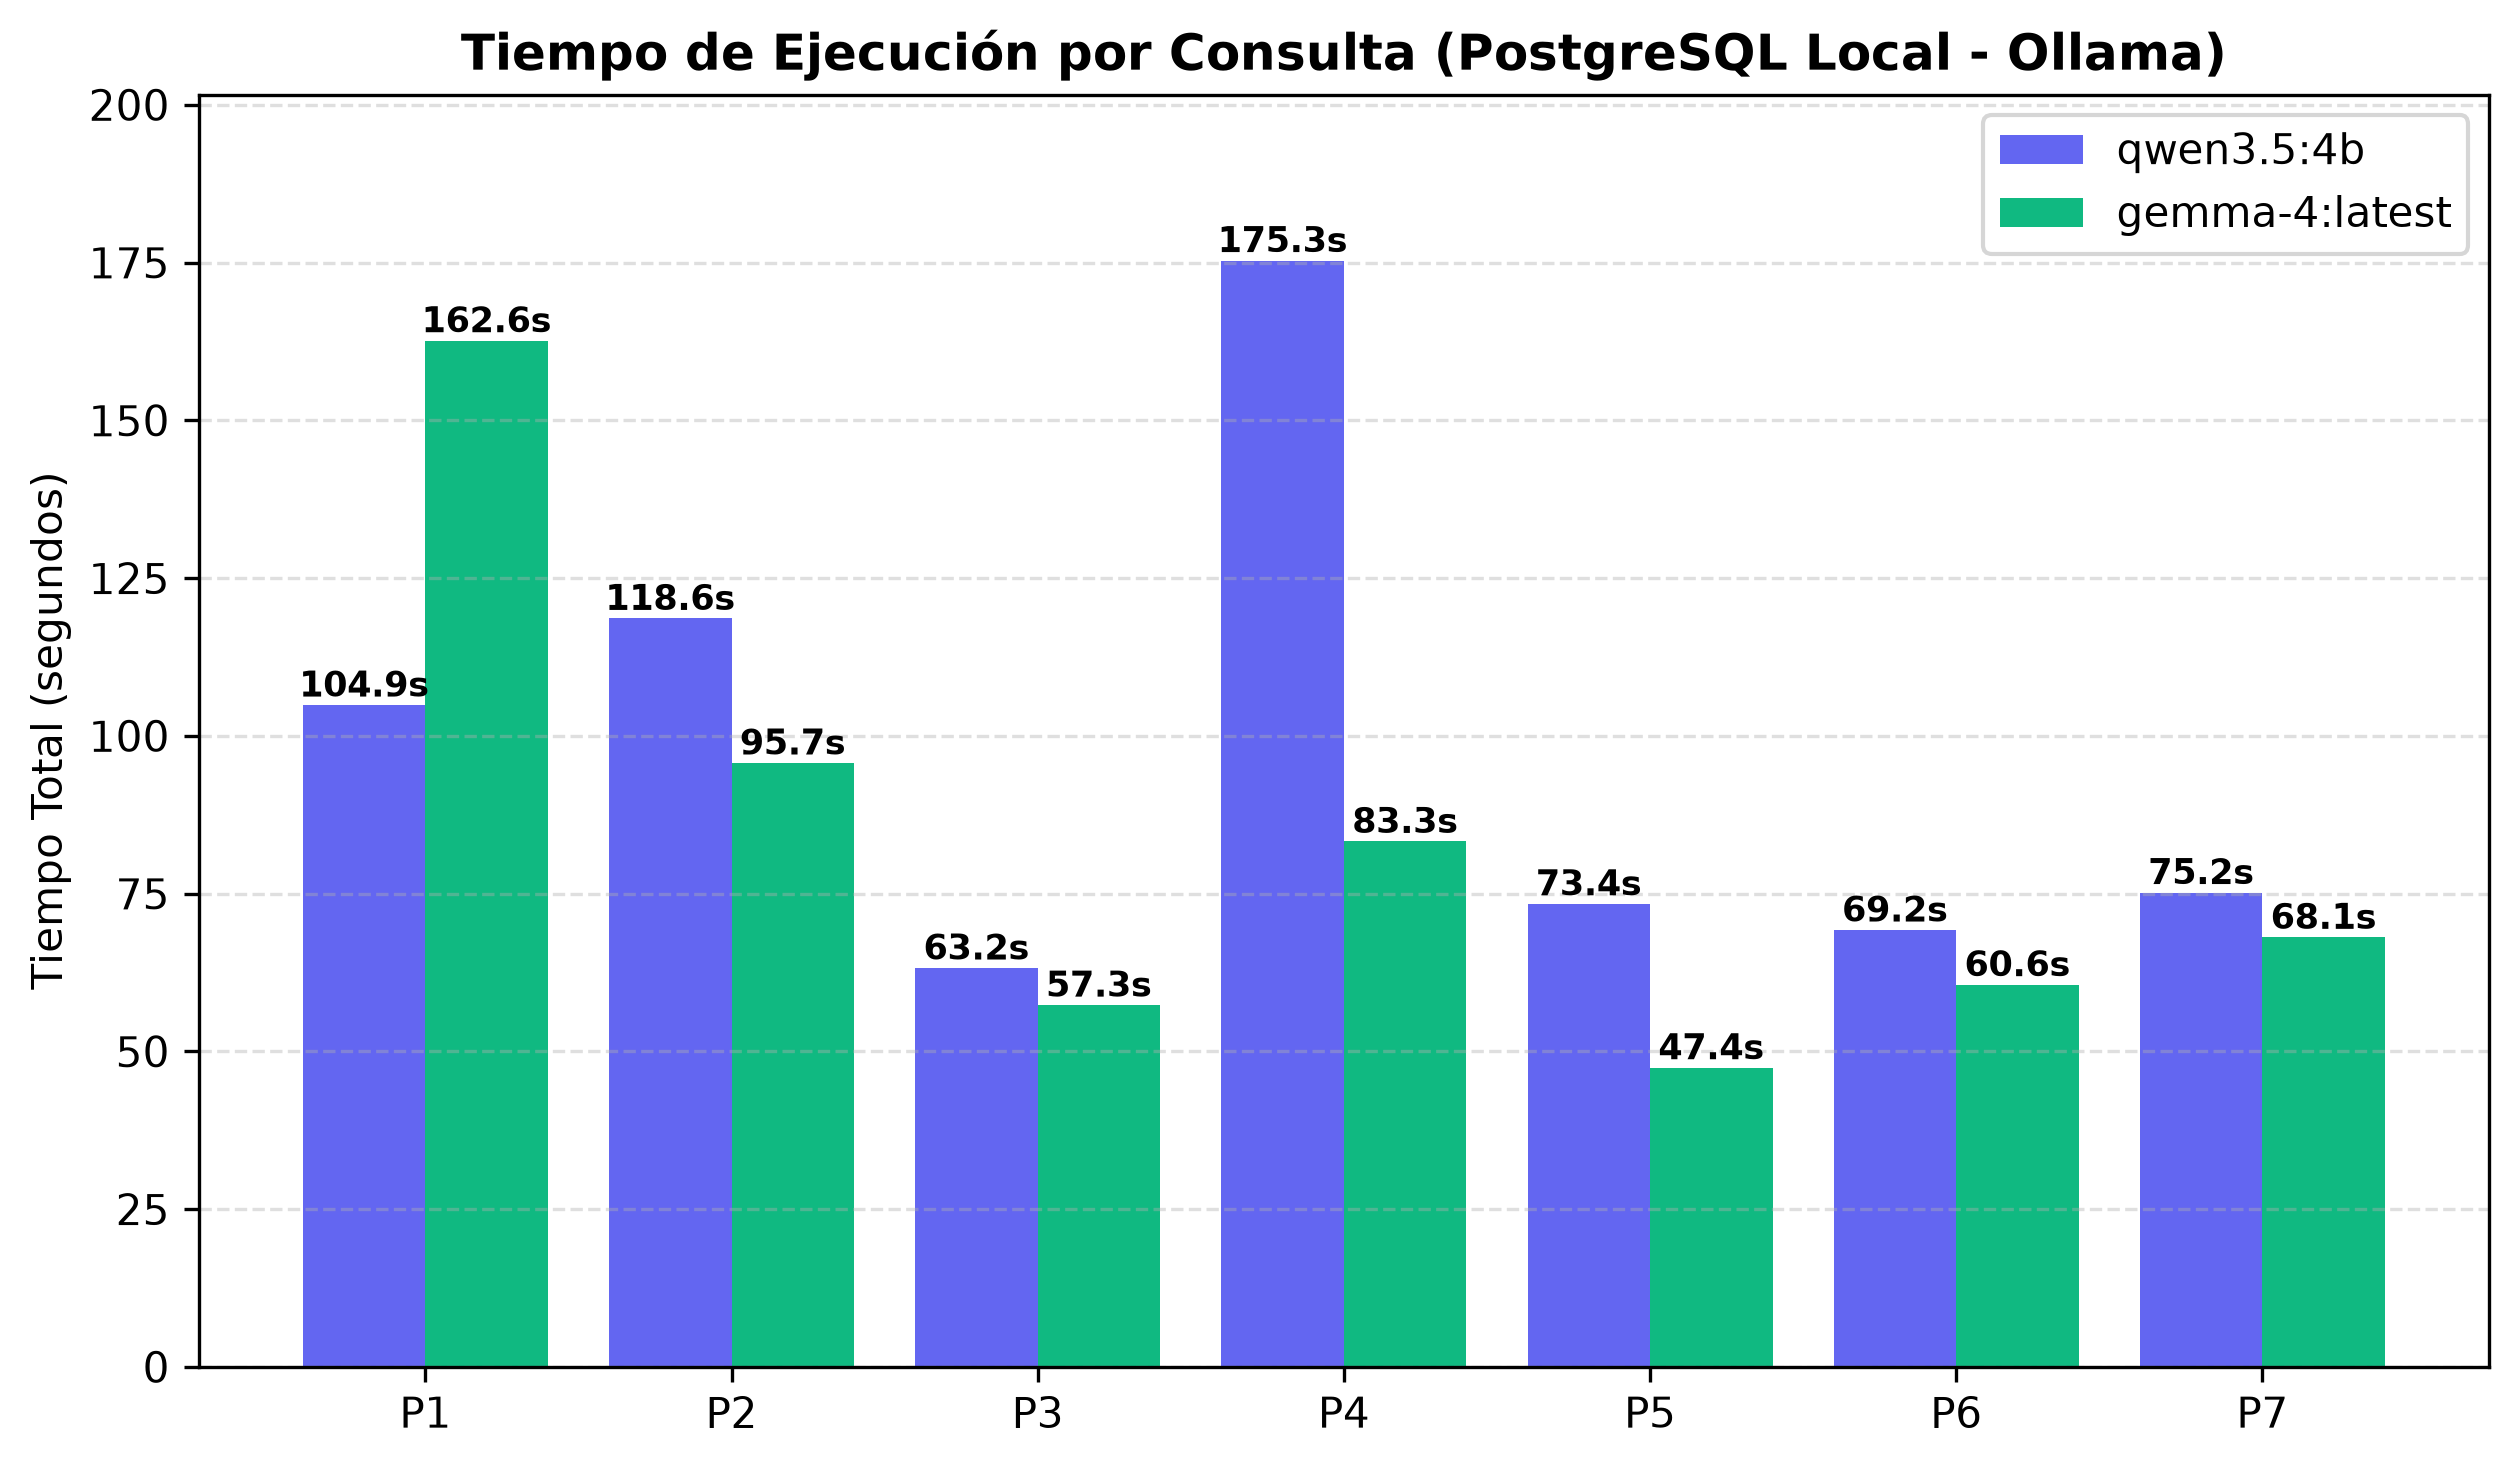 Tiempo de Ejecución por Consulta (PostgreSQL Local - Ollama)
qwen3.5:4b
gemma-4:latest
Tiempo Total (segundos)
200
175
150
125
100
75
50
25
0
104.9s
162.6s
118.6s
95.7s
63.2s
57.3s
175.3s
83.3s
73.4s
47.4s
69.2s
60.6s
75.2s
68.1s
P1 P2 P3 P4 P5 P6 P7